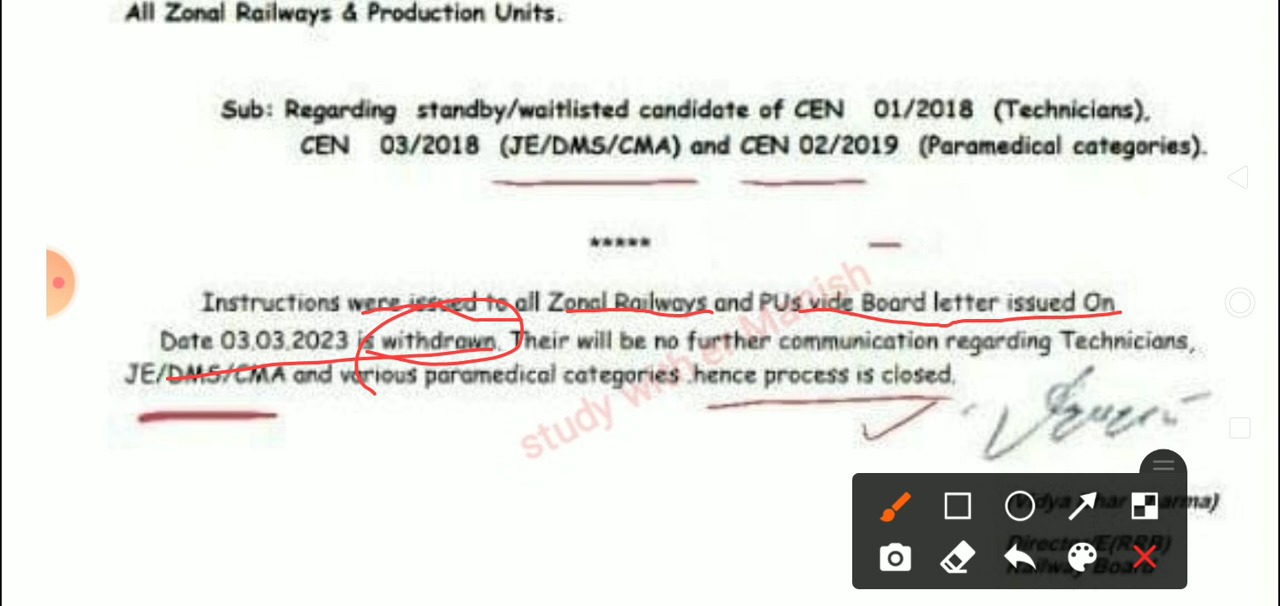 All Zonal Railways & Production Units.
Sub: Regarding standby/waitlisted candidate of CEN 01/2018 (Technicians),
CEN 03/2018 (JE/DMS/CMA) and CEN 02/2019 (Paramedical categories).
*****
Instructions were issued to all Zonal Railways and PUs vide Board letter issued On
Date 03.03.2023 is withdrawn. Their will be no further communication regarding Technicians,
JE/DMS/CMA and various paramedical categories .hence process is closed.
study with er Manish
Director/E(RRB)
Railway Board